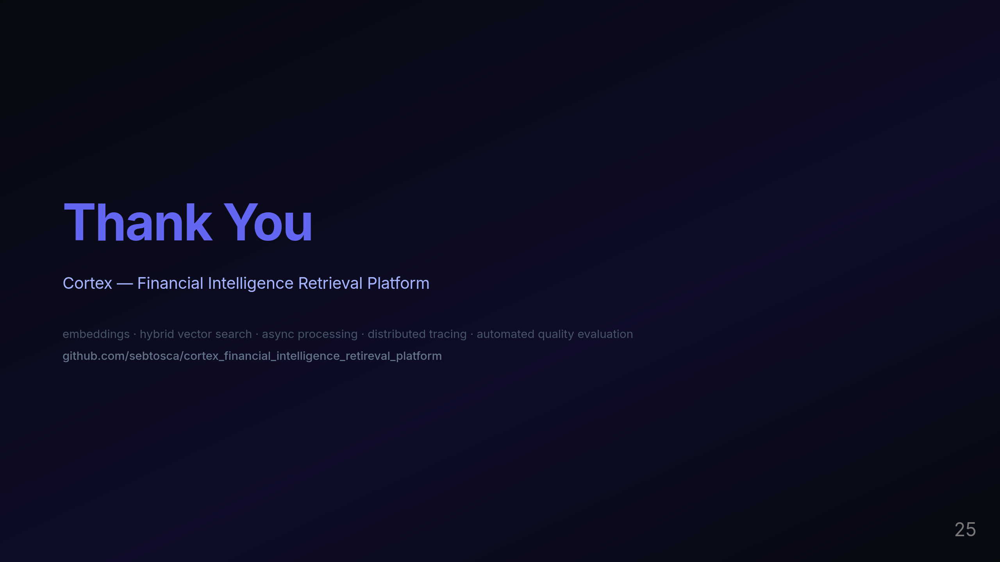 Thank You
Cortex — Financial Intelligence Retrieval Platform
embeddings · hybrid vector search · async processing · distributed tracing · automated quality evaluation
github.com/sebtosca/cortex_financial_intelligence_retireval_platform
25